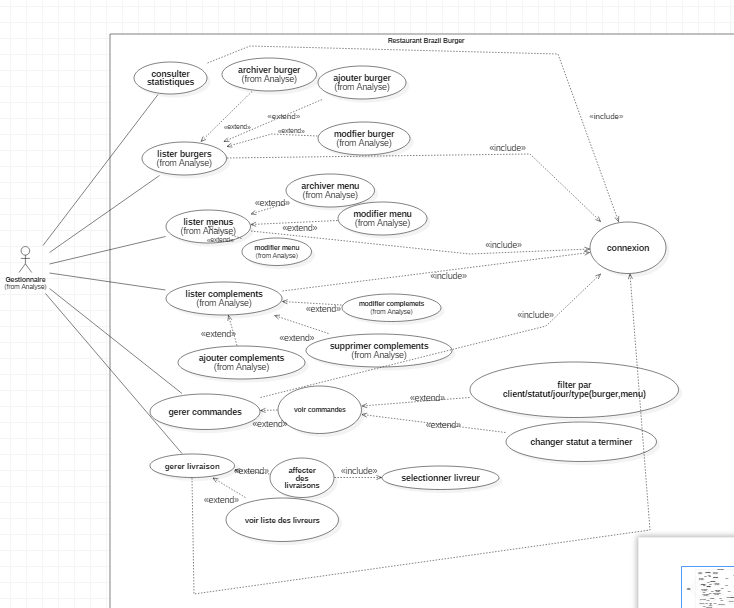 Restaurant Brazil Burger
consulter
statistiques
archiver burger
(from Analyse)
ajouter burger
(from Analyse)
«extend»
«include»
«extend»
«extend»
modfier burger
(from Analyse)
lister burgers
(from Analyse)
«include»
archiver menu
(from Analyse)
«extend»
modifier menu
(from Analyse)
lister menus
(from Analyse)
«extend»
«extend»
modifier menu
(from Analyse)
«include»
connexion
Gestionnaire
(from Analyse)
«include»
lister complements
(from Analyse)
modifier complemets
(from Analyse)
«extend»
«include»
«extend»
«extend»
supprimer complements
(from Analyse)
ajouter complements
(from Analyse)
filter par
client/statut/jour/type(burger,menu)
«extend»
gerer commandes
voir commandes
«extend»
«extend»
changer statut a terminer
gerer livraison
«extend»
affecter
des
livraisons
«include»
selectionner livreur
«extend»
voir liste des livreurs